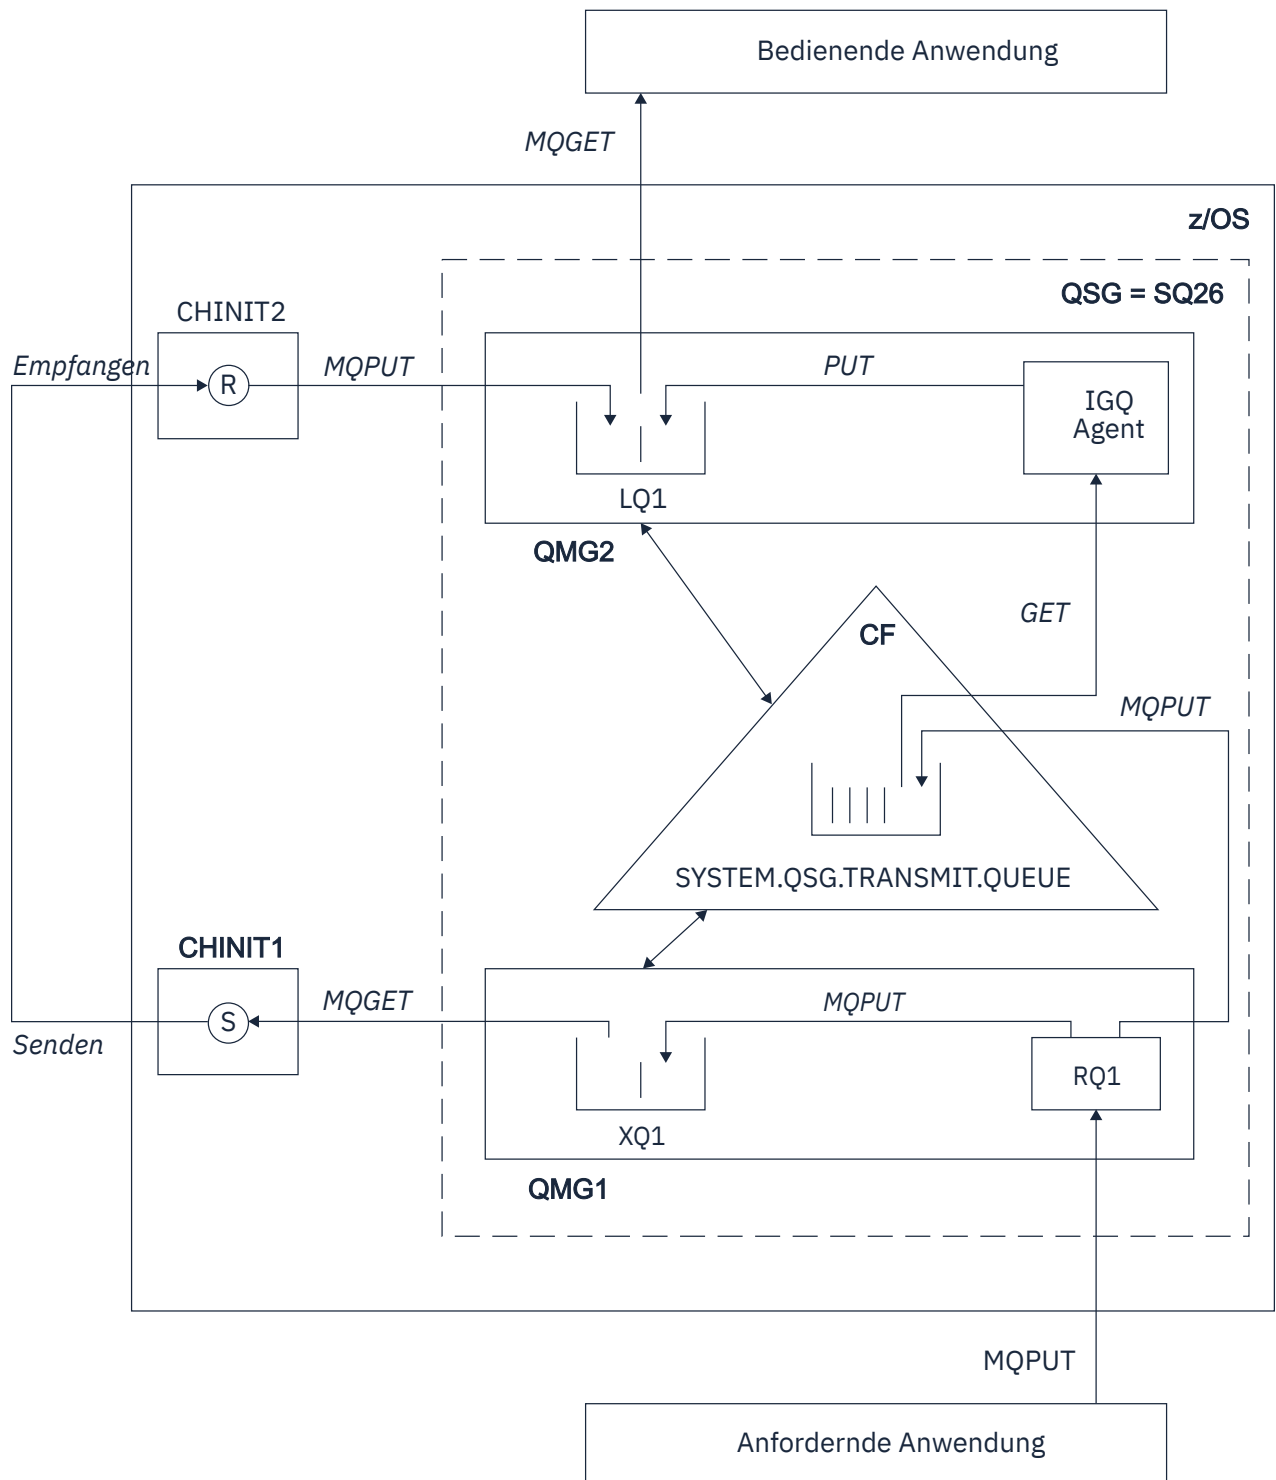 Bedienende Anwendung
MQGET
z/OS
QSG = SQ26
CHINIT2
Empfangen
R
MQPUT
PUT
IGQ
Agent
LQ1
QMG2
GET
CF
MQPUT
SYSTEM.QSG.TRANSMIT.QUEUE
CHINIT1
MQGET
MQPUT
S
Senden
RQ1
XQ1
QMG1
MQPUT
Anfordernde Anwendung